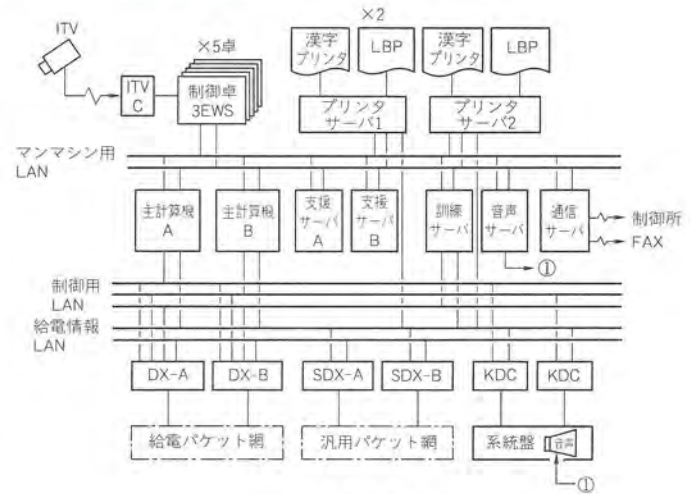 ITV
×5卓
×2
漢字
プリンタ
LBP
漢字
プリンタ
LBP
ITV
C
制御卓
3EWS
プリンタ
サーバ1
プリンタ
サーバ2
マンマシン用
LAN
主計算機
A
主計算機
B
支援
サーバ
A
支援
サーバ
B
訓練
サーバ
音声
サーバ
通信
サーバ
制御所
FAX
①
制御用
LAN
給電情報
LAN
DX-A
DX-B
SDX-A
SDX-B
KDC
KDC
給電パケット網
汎用パケット網
系統盤
音声
①